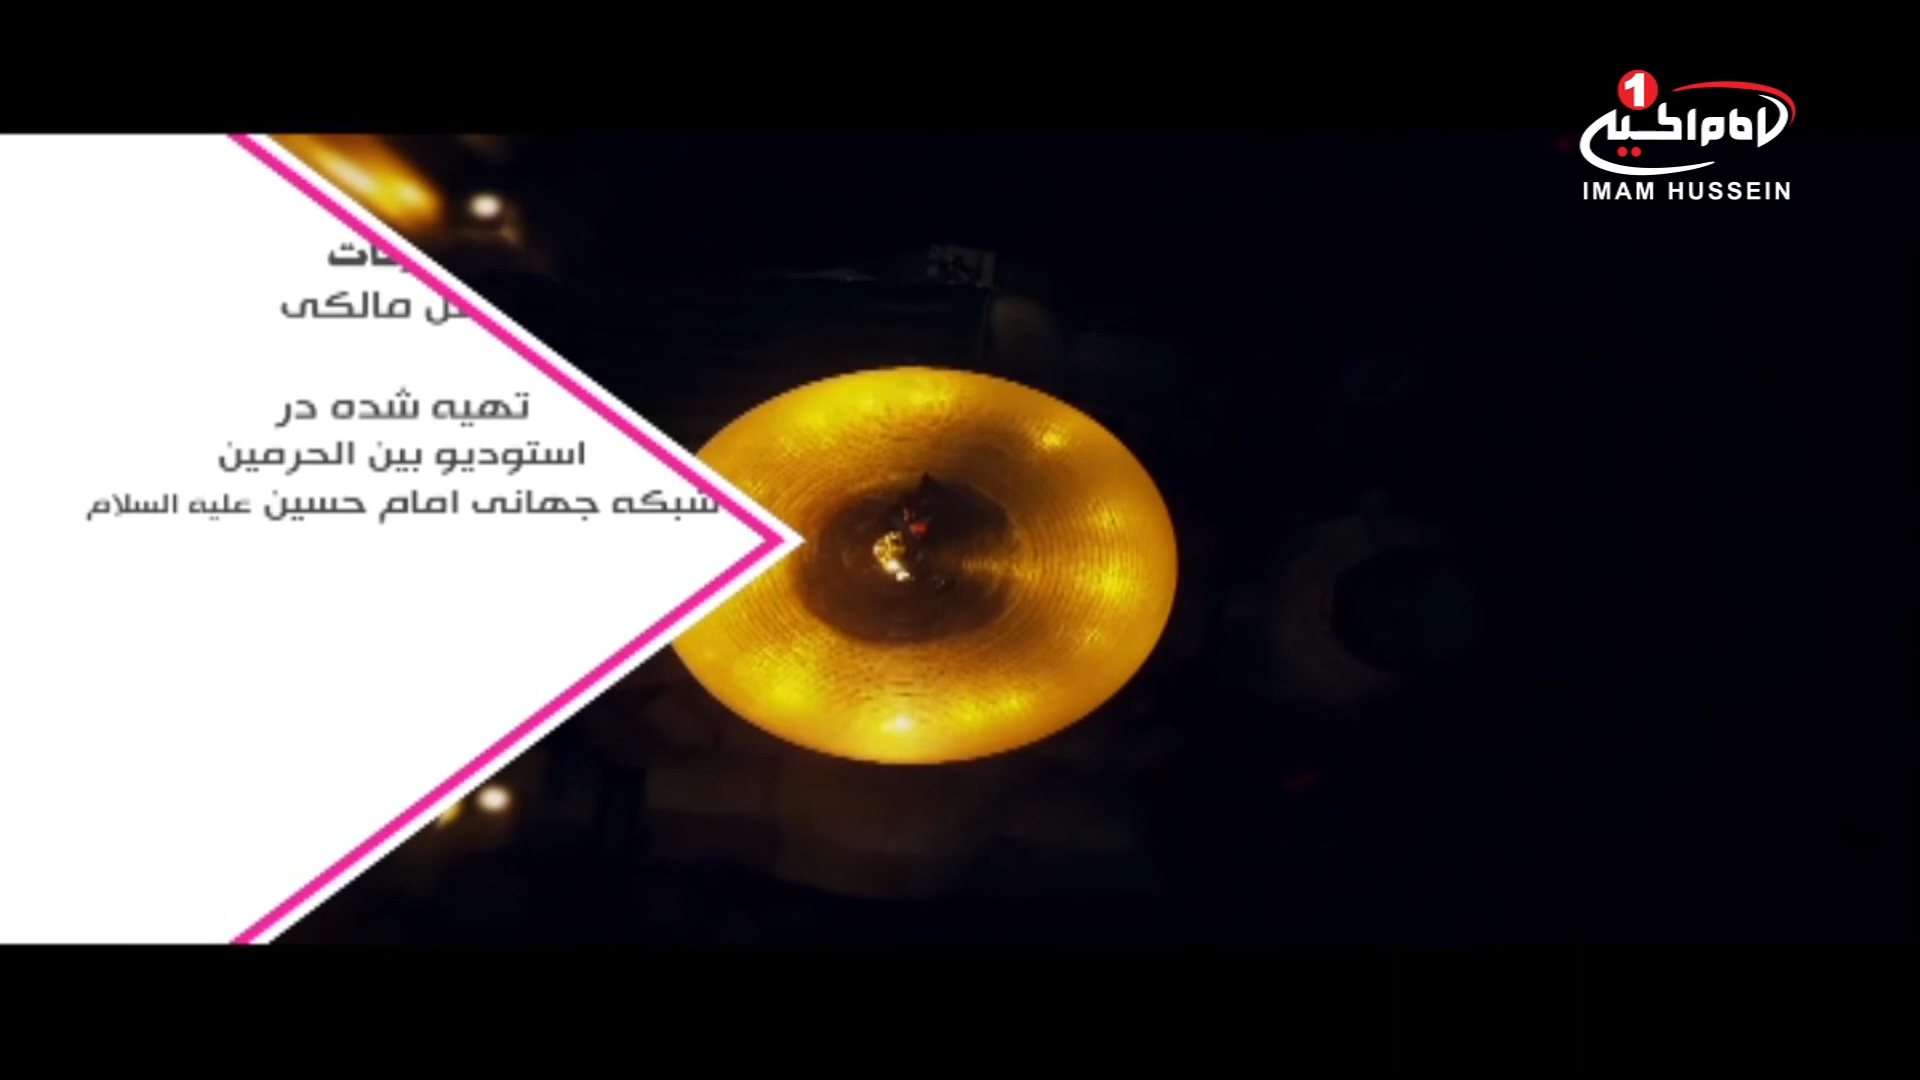 مالکی
تهیه شده در
استودیو بین الحرمین
شبکه جهانی امام حسین علیه السلام
1
امام الحسین
IMAM HUSSEIN